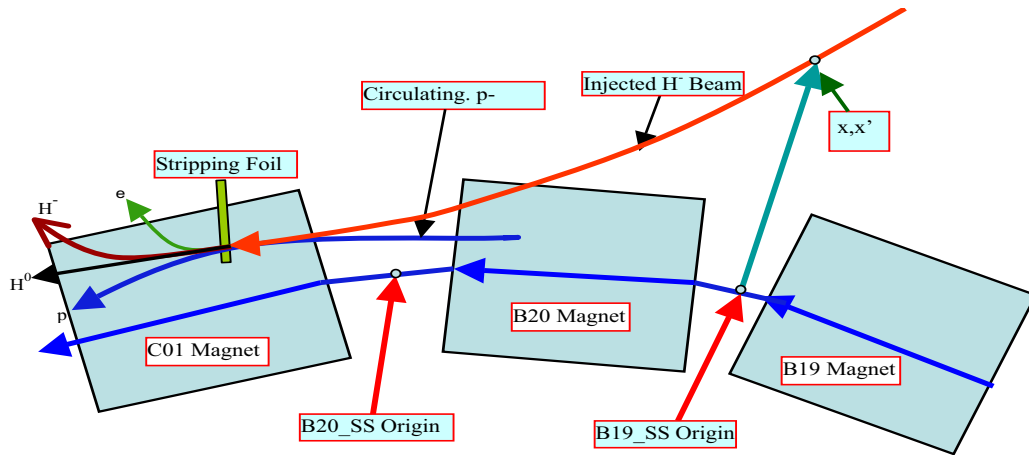 Injected H⁻ Beam
Circulating. p-
x,x’
Stripping Foil
e
H⁻
H⁰
p
B20 Magnet
C01 Magnet
B19 Magnet
B20_SS Origin
B19_SS Origin